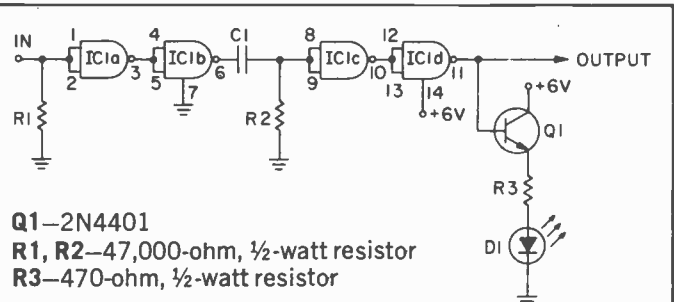 IN
1
2
IC1a
3
4
5
IC1b
6
7
C1
R1
R2
8
9
IC1c
10
12
13
IC1d
11
14
+6V
OUTPUT
+6V
Q1
R3
D1
Q1—2N4401
R1, R2—47,000-ohm, ½-watt resistor
R3—470-ohm, ½-watt resistor